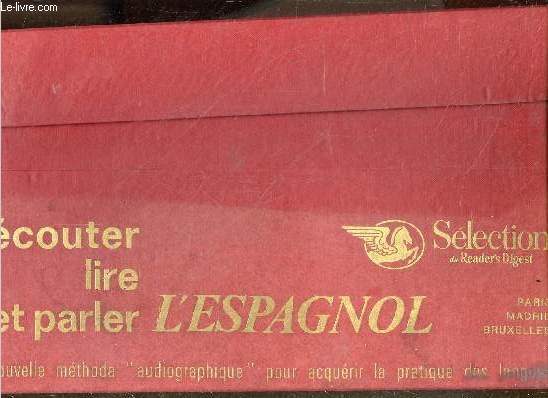 Le-livre.com
écouter
lire
et parler L'ESPAGNOL
Sélection
du Reader's Digest
PARIS
MADRID
BRUXELLES
nouvelle méthode "audiographique" pour acquérir la pratique des langues